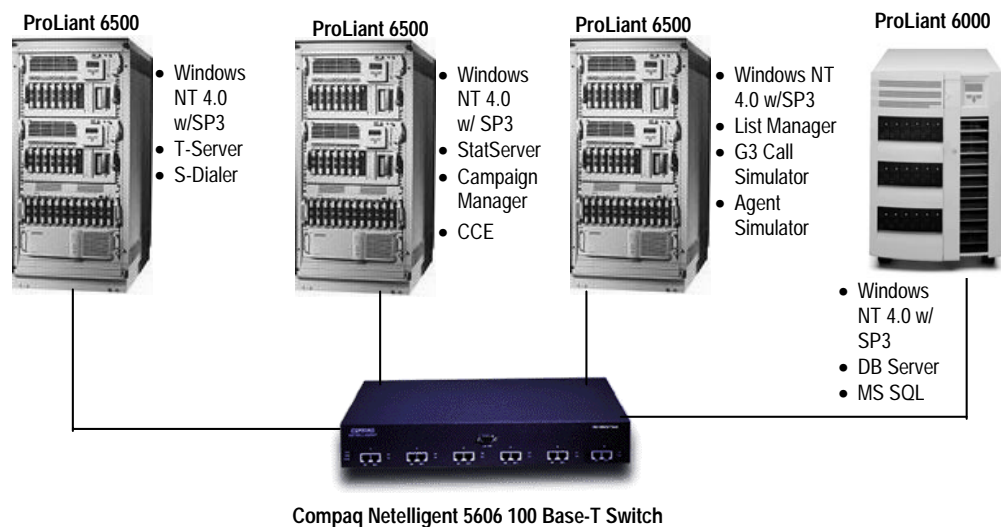 ProLiant 6500
• Windows
NT 4.0
w/SP3
• T-Server
• S-Dialer
ProLiant 6500
• Windows
NT 4.0
w/ SP3
• StatServer
• Campaign
Manager
• CCE
ProLiant 6500
• Windows NT
4.0 w/SP3
• List Manager
• G3 Call
Simulator
• Agent
Simulator
ProLiant 6000
• Windows
NT 4.0 w/
SP3
• DB Server
• MS SQL
Compaq Netelligent 5606 100 Base-T Switch